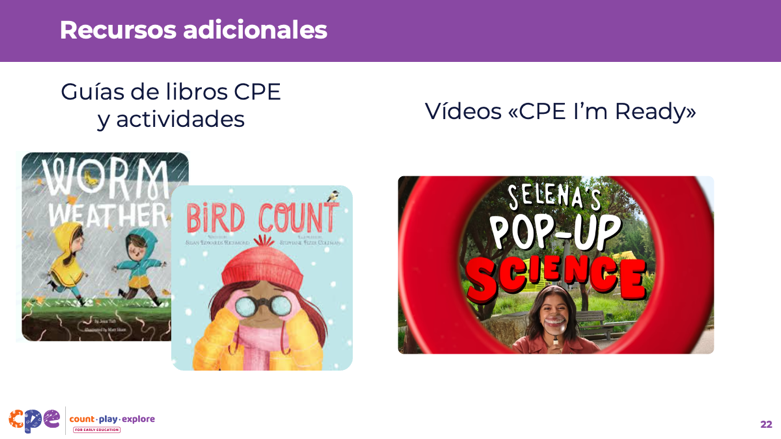 Recursos adicionales
Guías de libros CPE
y actividades
Vídeos «CPE I’m Ready»
WORM
WEATHER
BIRD COUNT
SELENA'S
POP-UP
SCIENCE
cpe
count·play·explore
FOR EARLY EDUCATION
22